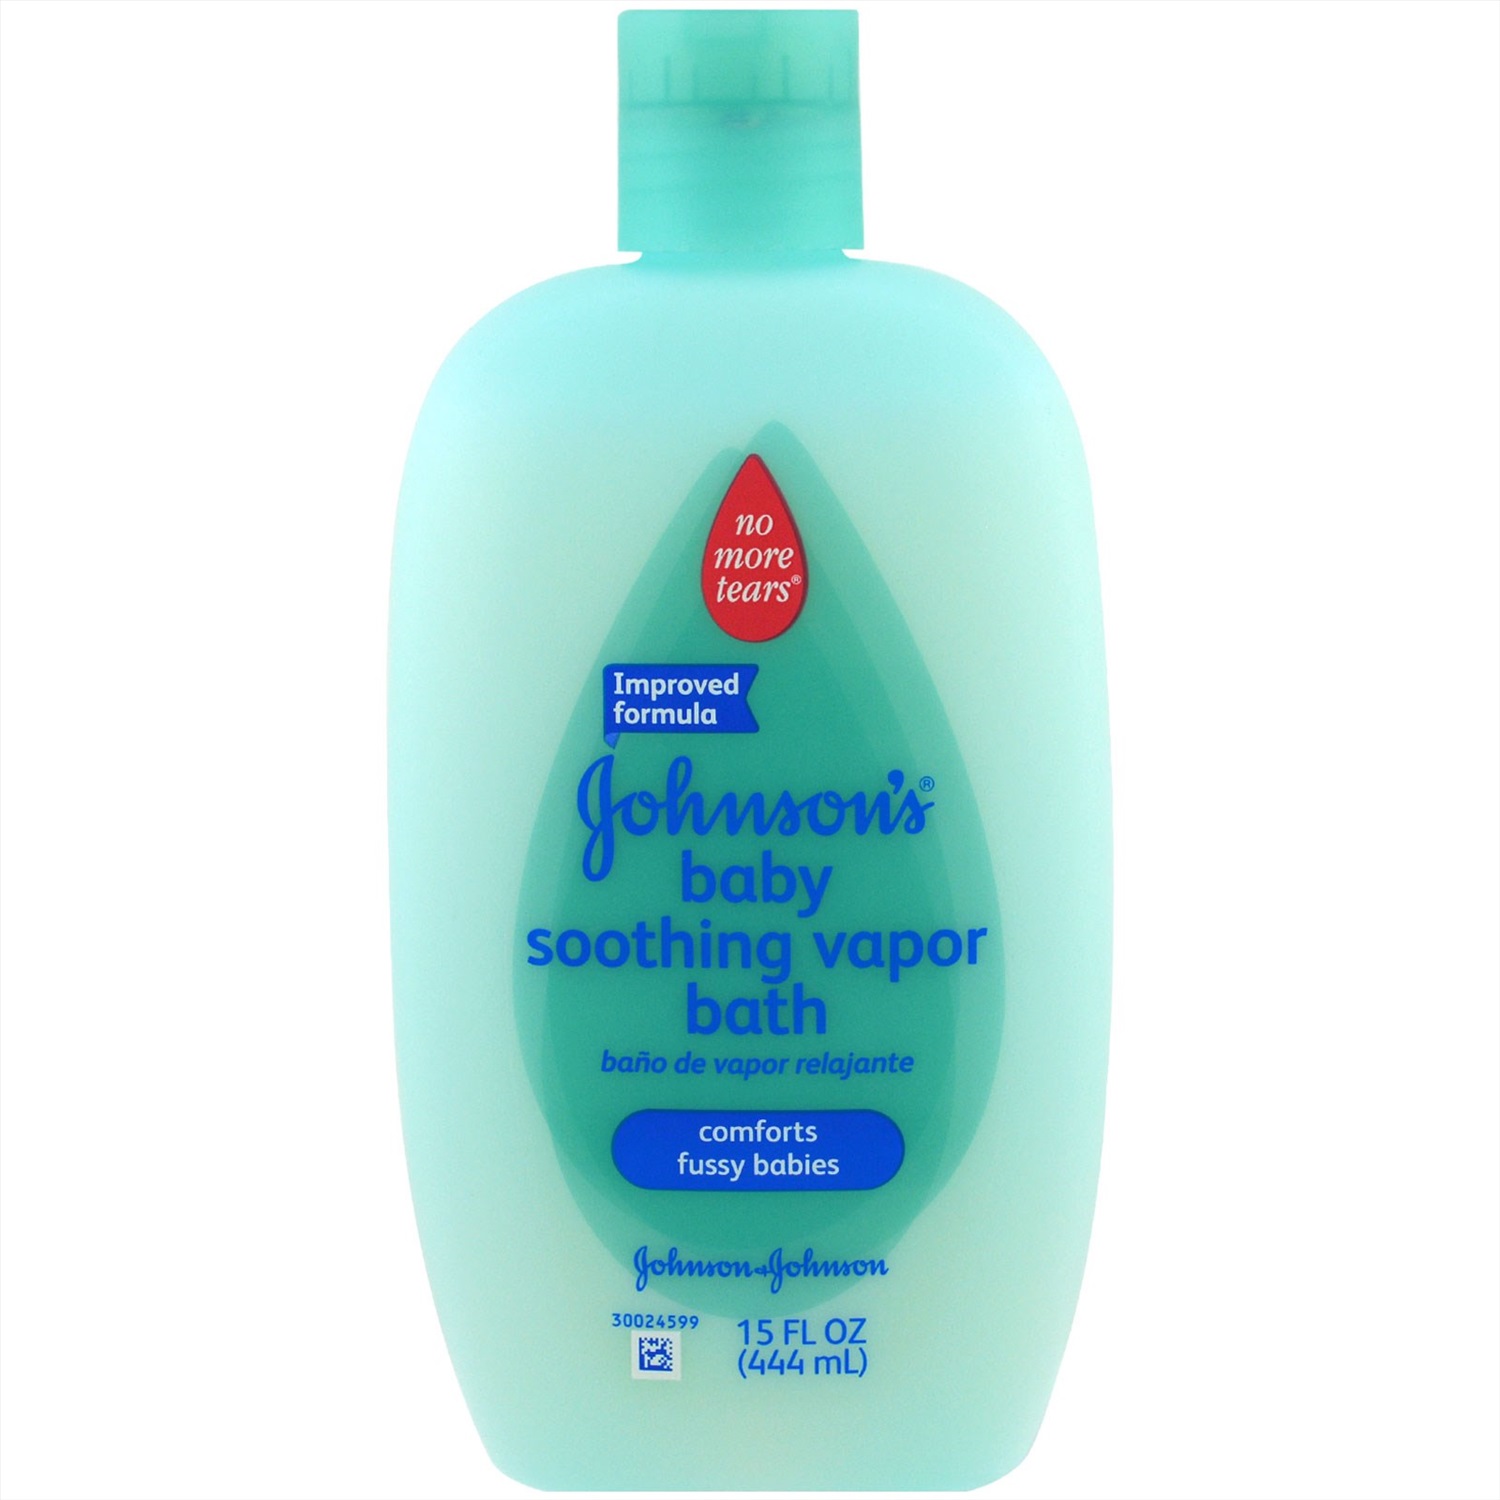 no
more
tears®
Improved
formula
Johnson's®
baby
soothing vapor
bath
baño de vapor relajante
comforts
fussy babies
Johnson & Johnson
30024599
15 FL OZ
(444 mL)